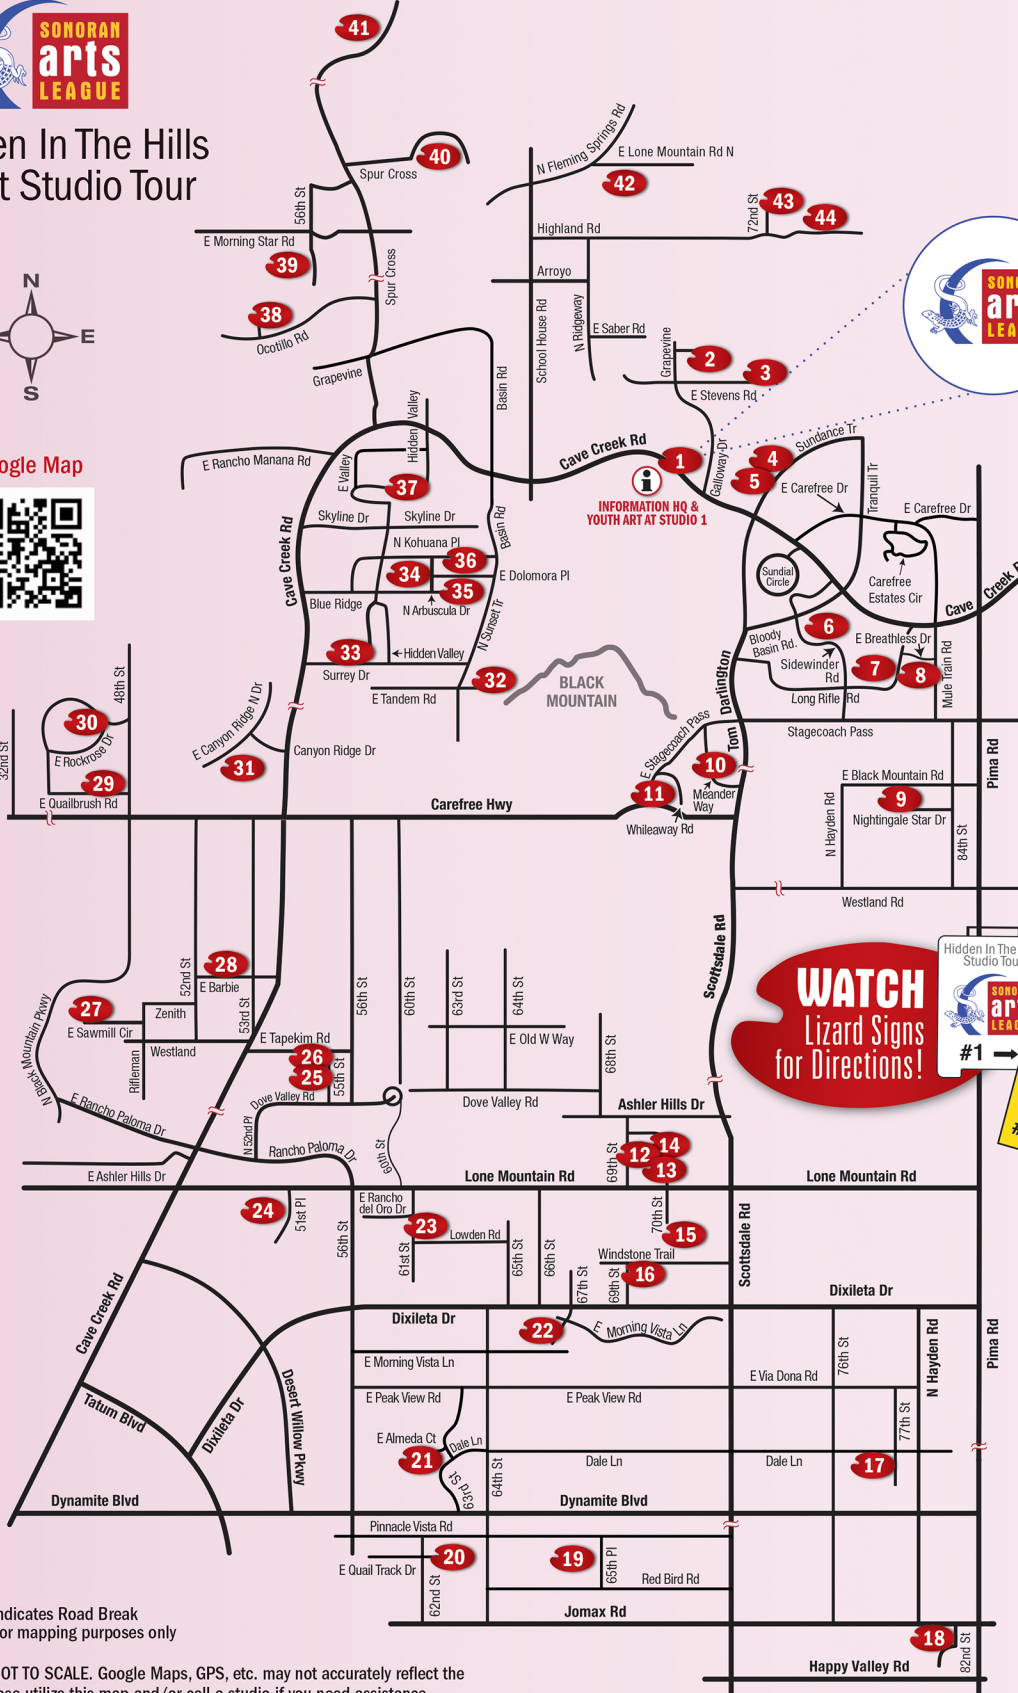 SONORAN
arts
LEAGUE
en In The Hills
t Studio Tour
N
E
S
ogle Map
41
40
Spur Cross
56th St
E Morning Star Rd
39
Spur Cross
38
Ocotillo Rd
Grapevine
N Fleming Springs Rd
E Lone Mountain Rd N
42
43
44
72nd St
Highland Rd
Arroyo
School House Rd
N Ridgeway
E Saber Rd
Grapevine
2
3
E Stevens Rd
Basin Rd
SONOR
ar
LEA
Hidden Valley
E Rancho Manana Rd
E Valley
37
Cave Creek Rd
1
INFORMATION HQ &
YOUTH ART AT STUDIO 1
Galloway Dr
4
5
Sundance Tr
E Carefree Dr
Tranquil Tr
E Carefree Dr
Skyline Dr
Skyline Dr
Basin Rd
N Kohuana Pl
36
34
E Dolomora Pl
35
Cave Creek Rd
Blue Ridge
N Arbuscula Dr
N Sunset Tr
33
Hidden Valley
Surrey Dr
32
E Tandem Rd
BLACK
MOUNTAIN
Sundial
Circle
Carefree
Estates Cir
Cave Creek R
6
Bloody
Basin Rd.
E Breathless Dr
Sidewinder
Rd
7
8
Mule Train Rd
Long Rifle Rd
Tom Darlington
Stagecoach Pass
E Stagecoach Pass
10
Meander
Way
11
Whileaway Rd
E Black Mountain Rd
9
Nightingale Star Dr
N Hayden Rd
84th St
Pima Rd
Westland Rd
48th St
30
E Rockrose Dr
29
E Quailbrush Rd
32nd St
E Canyon Ridge N Dr
31
Canyon Ridge Dr
Carefree Hwy
Scottsdale Rd
WATCH
Lizard Signs
for Directions!
Hidden In The
Studio Tou
SONO
ar
LEAG
#1
#
28
52nd St
E Barbie
27
Zenith
E Sawmill Cir
53rd St
Westland
Rifleman
N Black Mountain Pkwy
E Tapekim Rd
26
25
55th St
56th St
60th St
63rd St
64th St
E Old W Way
68th St
Dove Valley Rd
Dove Valley Rd
Ashler Hills Dr
E Rancho Paloma Dr
N 52nd Pl
Rancho Paloma Dr
60th St
E Ashler Hills Dr
Lone Mountain Rd
69th St
12
14
13
Lone Mountain Rd
24
51st Pl
56th St
E Rancho
del Oro Dr
23
61st St
Lowden Rd
65th St
66th St
70th St
15
Windstone Trail
67th St
69th St
16
Scottsdale Rd
Dixileta Dr
Dixileta Dr
Cave Creek Rd
22
E Morning Vista Ln
E Morning Vista Ln
76th St
N Hayden Rd
Pima Rd
E Via Dona Rd
E Peak View Rd
E Peak View Rd
77th St
Tatum Blvd
Dixileta Dr
Desert Willow Pkwy
E Almeda Ct
Dale Ln
21
63rd St
64th St
Dale Ln
Dale Ln
17
Dynamite Blvd
Dynamite Blvd
Pinnacle Vista Rd
E Quail Track Dr
20
62nd St
19
65th Pl
Red Bird Rd
Jomax Rd
18
82nd St
Happy Valley Rd
ndicates Road Break
or mapping purposes only
OT TO SCALE. Google Maps, GPS, etc. may not accurately reflect the